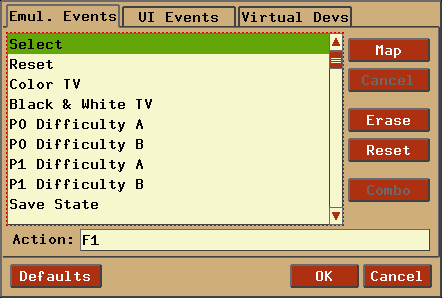 Emul. Events UI Events Virtual Devs
Select
Reset
Color TV
Black & White TV
P0 Difficulty A
P0 Difficulty B
P1 Difficulty A
P1 Difficulty B
Save State
Map
Cancel
Erase
Reset
Combo
Action: F1
Defaults OK Cancel